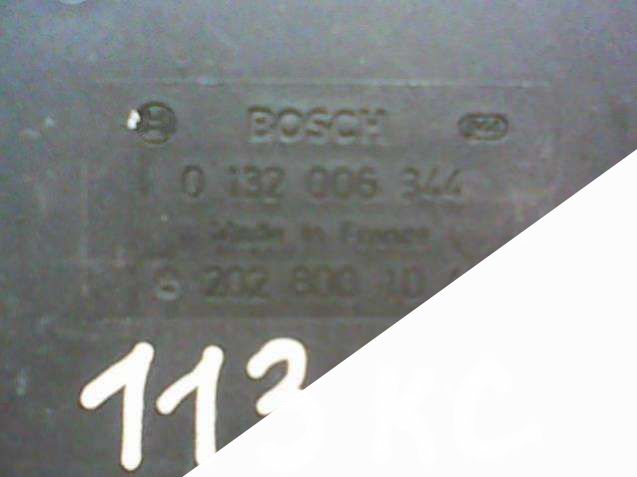 BOSCH
0 132 006 344
Made in France
202 800 10
113 KC